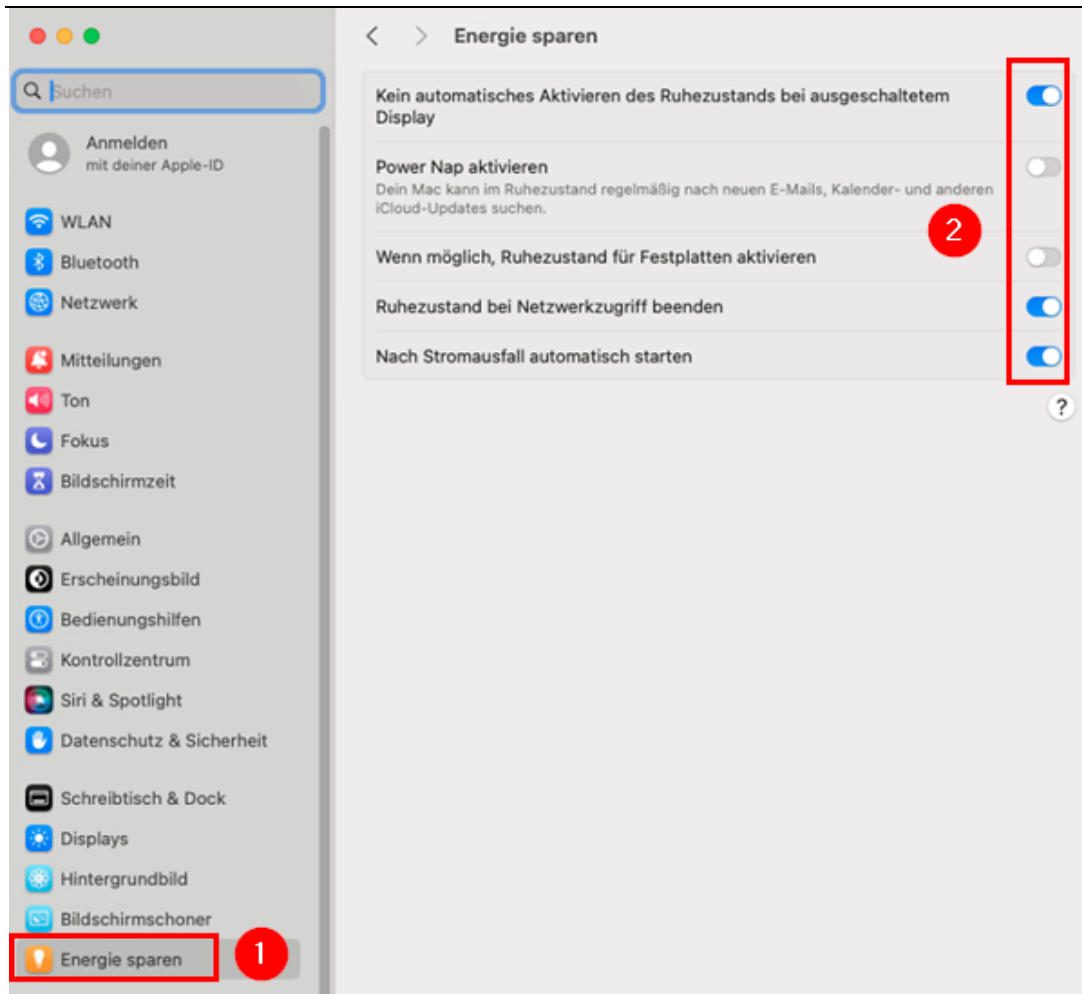 Energie sparen
Suchen
Anmelden
mit deiner Apple-ID
WLAN
Bluetooth
Netzwerk
Mitteilungen
Ton
Fokus
Bildschirmzeit
Allgemein
Erscheinungsbild
Bedienungshilfen
Kontrollzentrum
Siri & Spotlight
Datenschutz & Sicherheit
Schreibtisch & Dock
Displays
Hintergrundbild
Bildschirmschoner
Energie sparen
1
Kein automatisches Aktivieren des Ruhezustands bei ausgeschaltetem
Display
Power Nap aktivieren
Dein Mac kann im Ruhezustand regelmäßig nach neuen E-Mails, Kalender- und anderen
iCloud-Updates suchen.
2
Wenn möglich, Ruhezustand für Festplatten aktivieren
Ruhezustand bei Netzwerkzugriff beenden
Nach Stromausfall automatisch starten
?